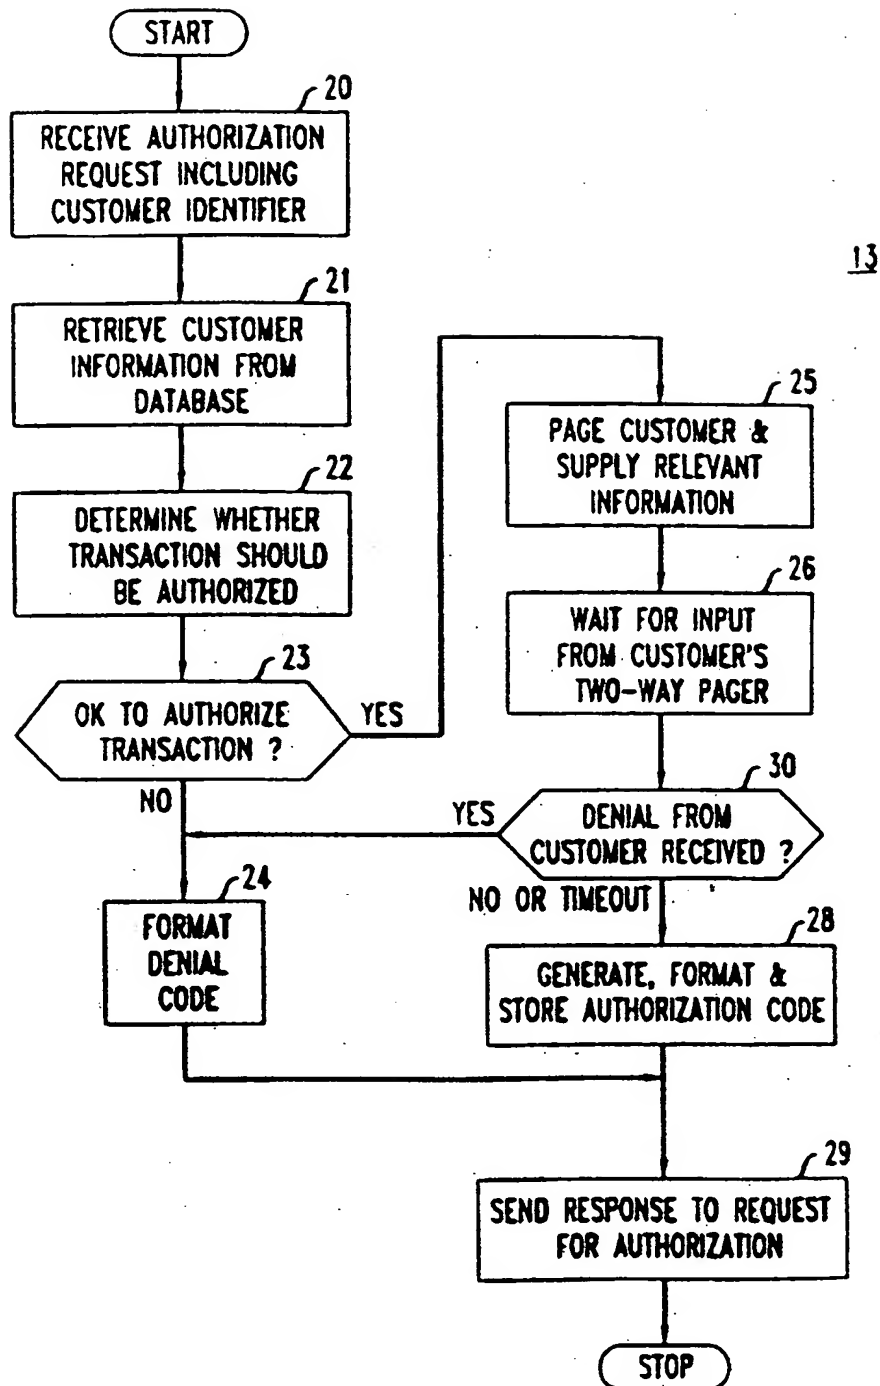 START
20
RECEIVE AUTHORIZATION
REQUEST INCLUDING
CUSTOMER IDENTIFIER
13
21
RETRIEVE CUSTOMER
INFORMATION FROM
DATABASE
22
DETERMINE WHETHER
TRANSACTION SHOULD
BE AUTHORIZED
23
OK TO AUTHORIZE
TRANSACTION ?
YES
NO
24
FORMAT
DENIAL
CODE
25
PAGE CUSTOMER &
SUPPLY RELEVANT
INFORMATION
26
WAIT FOR INPUT
FROM CUSTOMER'S
TWO-WAY PAGER
30
DENIAL FROM
CUSTOMER RECEIVED ?
YES
NO OR TIMEOUT
28
GENERATE, FORMAT &
STORE AUTHORIZATION CODE
29
SEND RESPONSE TO REQUEST
FOR AUTHORIZATION
STOP